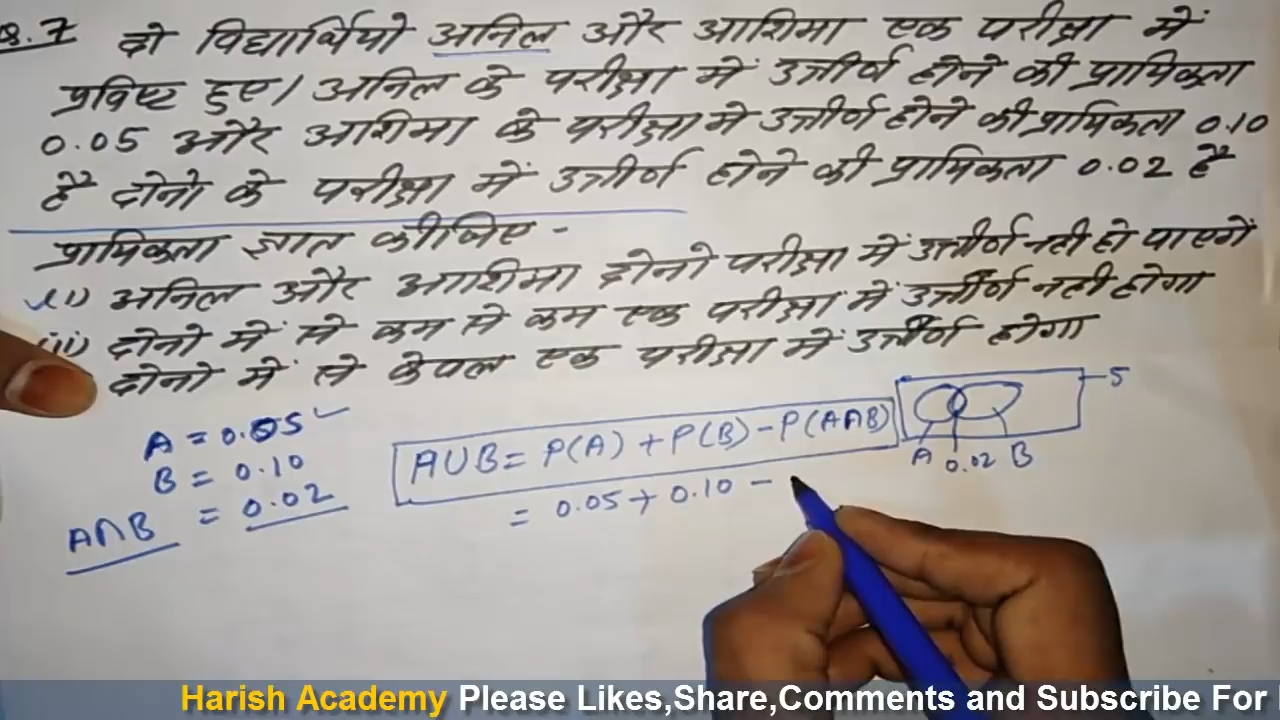 Q.7 दो विद्यार्थियो अनिल और आशिमा एक परीक्षा में
प्रविष्ट हुए। अनिल के परीक्षा में उत्तीर्ण होने की प्रायिकता
0.05 और आशिमा के परीक्षा मे उत्तीर्ण होने की प्रायिकता 0.10
है दोनो के परीक्षा में उत्तीर्ण होने की प्रायिकता 0.02 है
प्रायिकता ज्ञात कीजिए -
(i) अनिल और आशिमा दोनो परीक्षा में उत्तीर्ण नही हो पाएगें
(ii) दोनो में से कम से कम एक परीक्षा में उत्तीर्ण नही होगा
दोनो में से केवल एक परीक्षा में उत्तीर्ण होगा
A = 0.05
B = 0.10
A∩B = 0.02
AUB = P(A) + P(B) - P(A∩B)
= 0.05 + 0.10 -
S
A 0.02 B
Harish Academy Please Likes,Share,Comments and Subscribe For